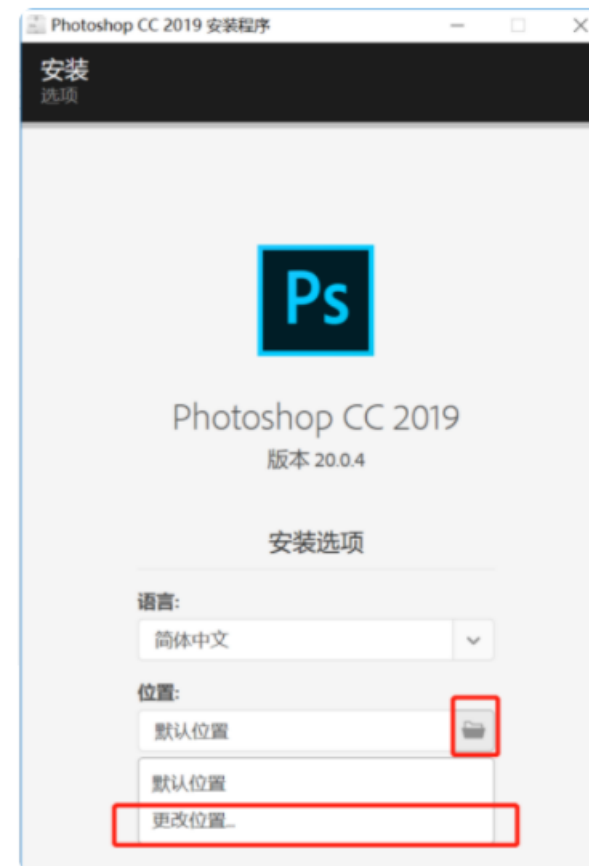 Photoshop CC 2019 安装程序
安装
选项
Ps
Photoshop CC 2019
版本 20.0.4
安装选项
语言:
简体中文
位置:
默认位置
默认位置
更改位置...